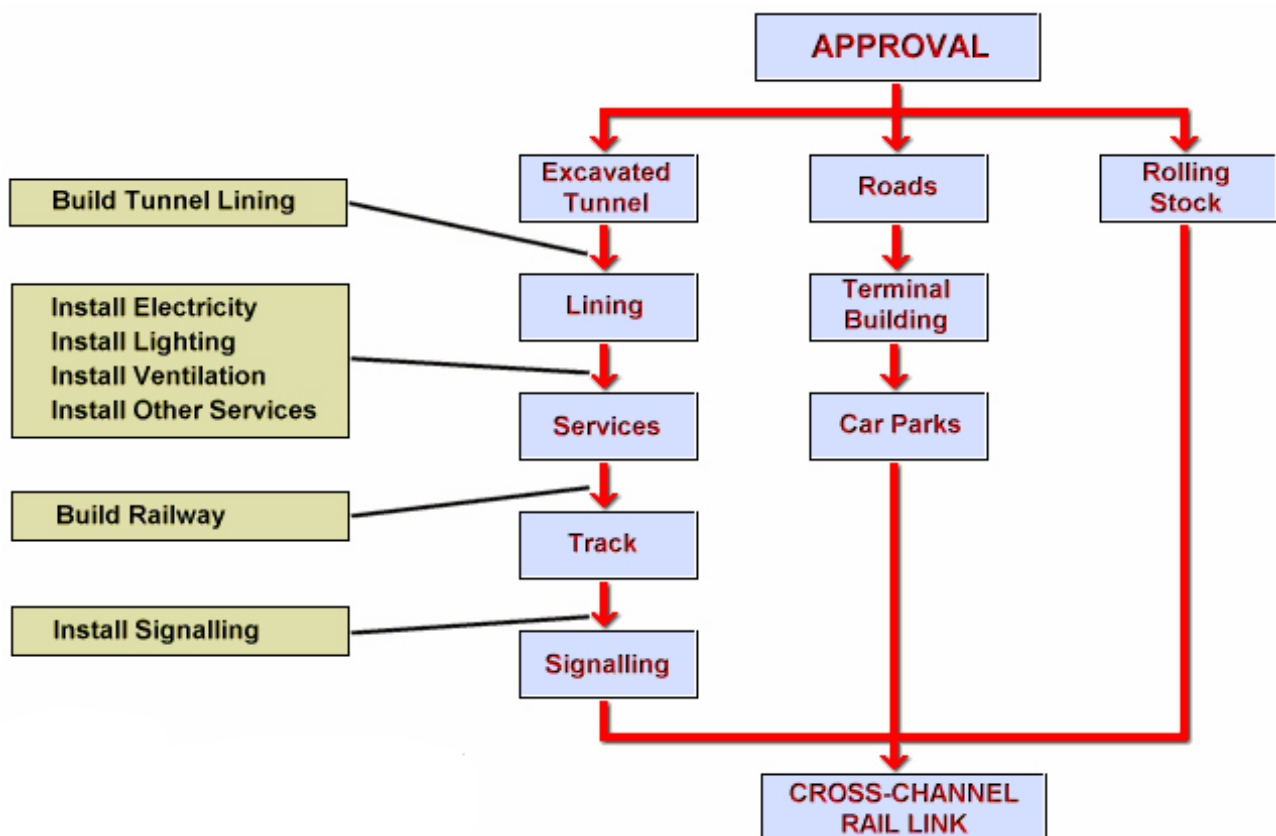 APPROVAL
Excavated
Tunnel
Roads
Rolling
Stock
Build Tunnel Lining
Lining
Terminal
Building
Install Electricity
Install Lighting
Install Ventilation
Install Other Services
Services
Car Parks
Build Railway
Track
Install Signalling
Signalling
CROSS-CHANNEL
RAIL LINK